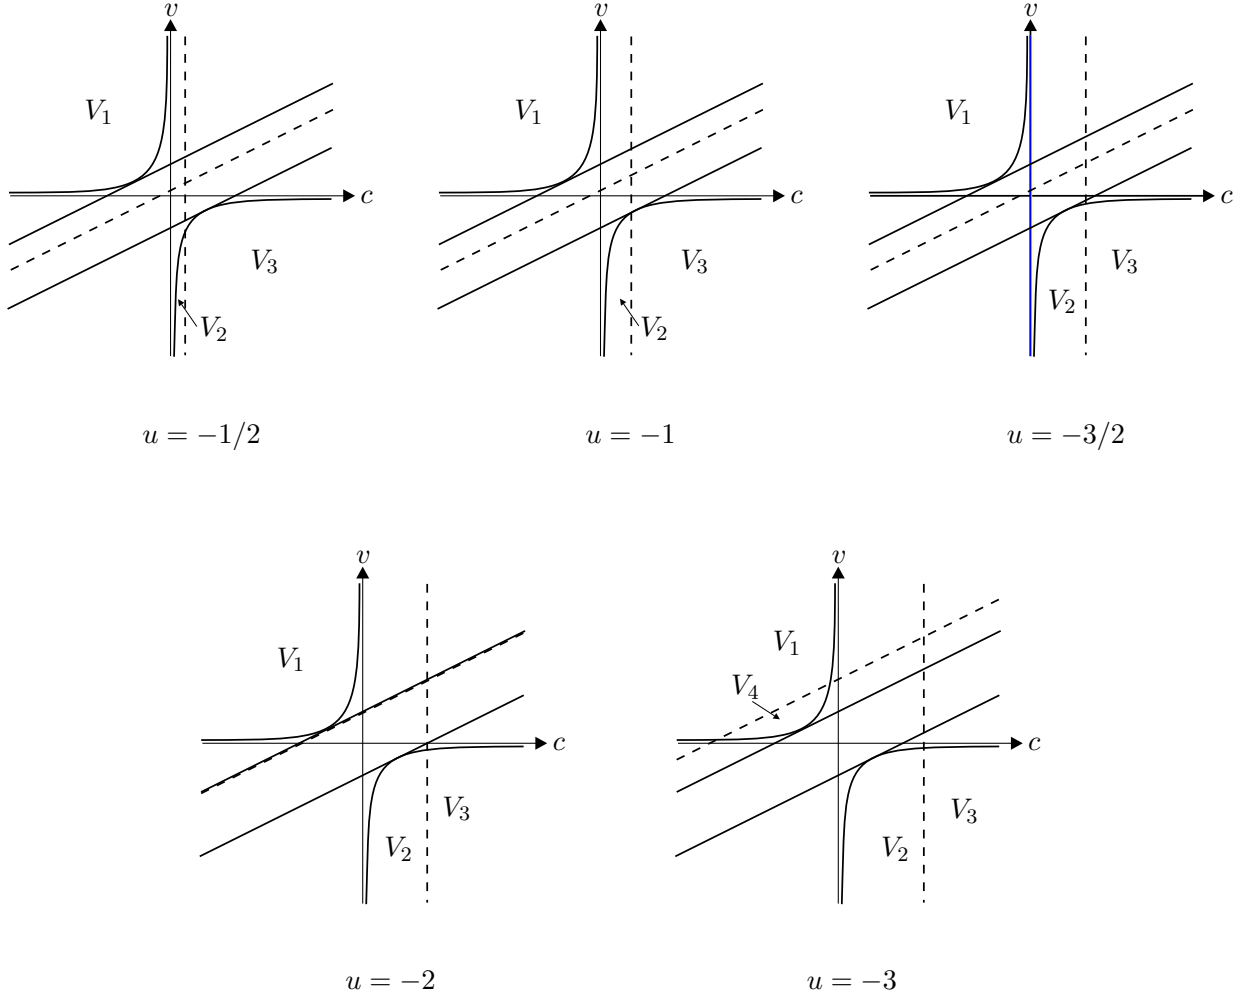 v
V₁
c
V₃
V₂
u = −1/2
v
V₁
c
V₃
V₂
u = −1
v
V₁
c
V₃
V₂
u = −3/2
v
V₁
c
V₃
V₂
u = −2
v
V₁
V₄
c
V₃
V₂
u = −3